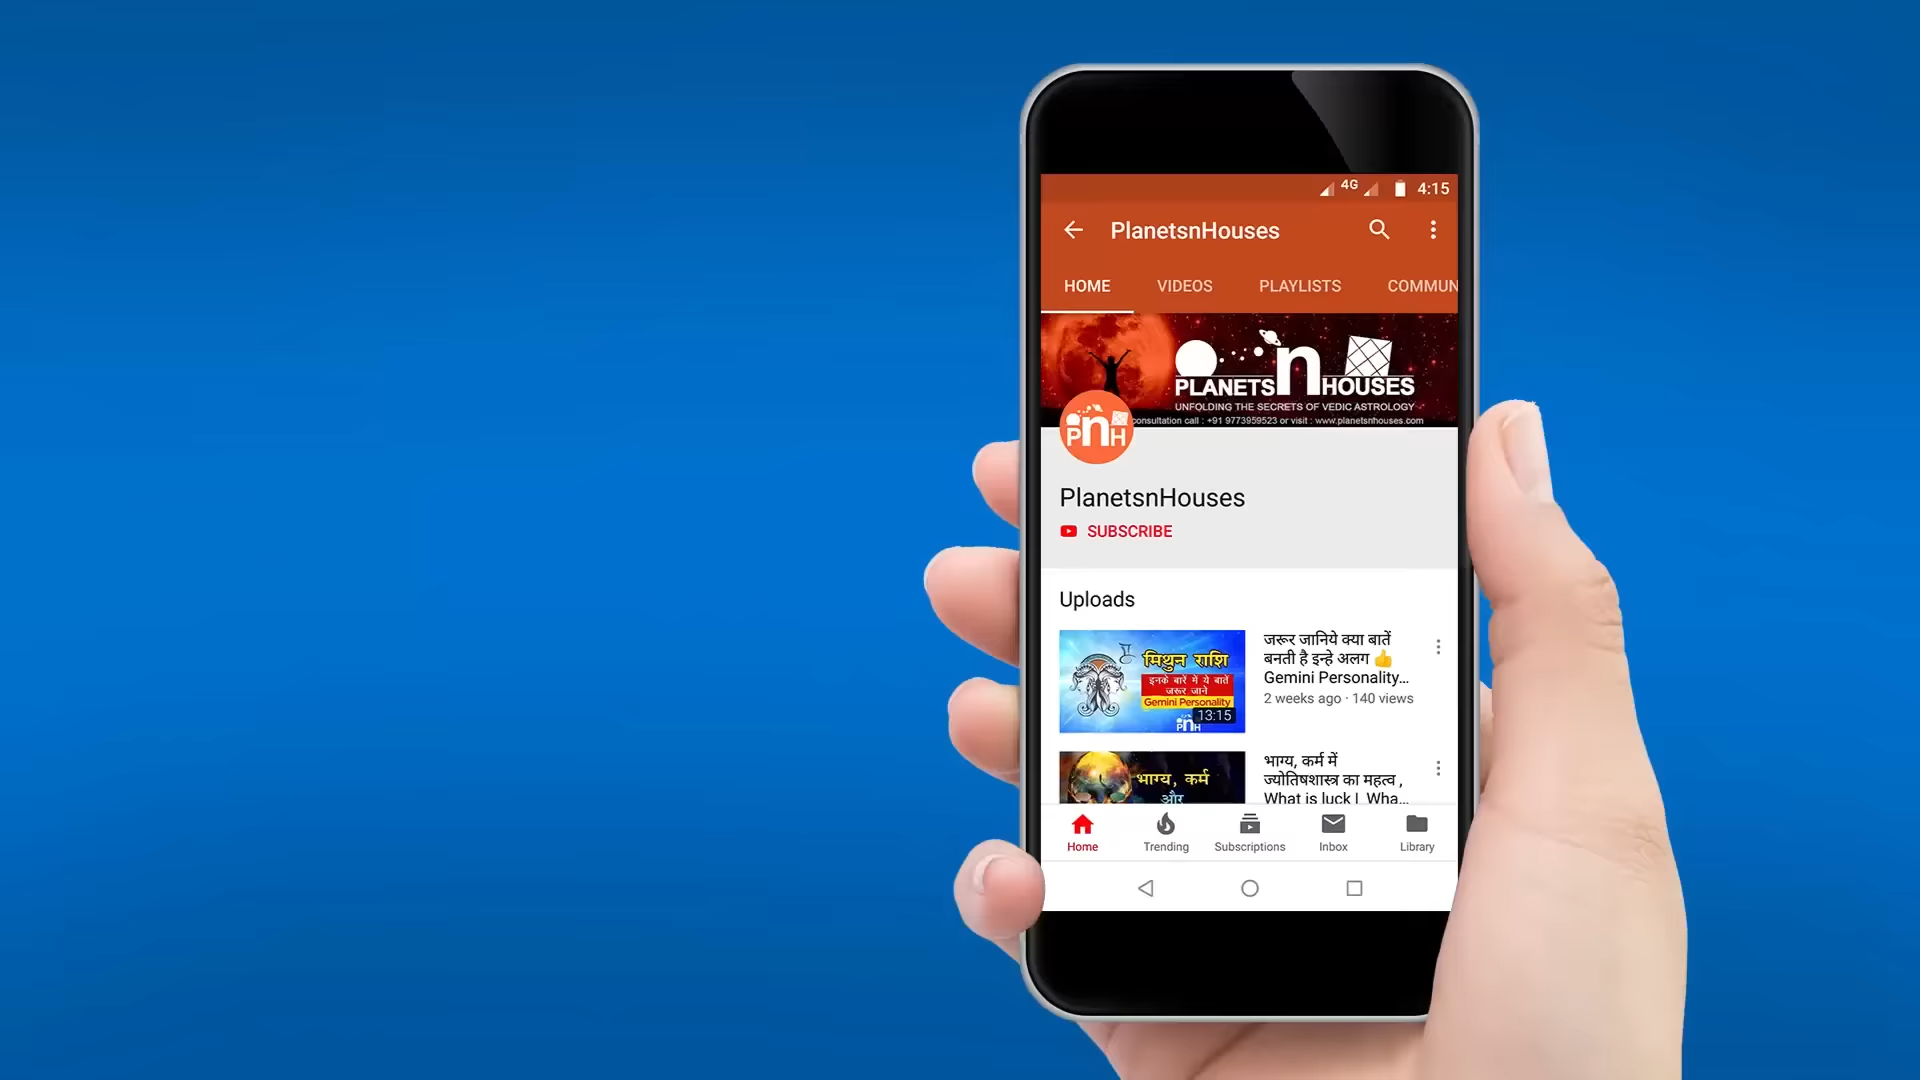 4G 4:15
PlanetsnHouses
HOME VIDEOS PLAYLISTS COMMUN
PLANETS n HOUSES
UNFOLDING THE SECRETS OF VEDIC ASTROLOGY
consultation call : +91 9773959523 or visit : www.planetsnhouses.com
PnH
PlanetsnHouses
SUBSCRIBE
Uploads
मिथुन राशि
इनके बारें में ये बातें
जरूर जाने
Gemini Personality
13:15
PnH
जरूर जानिये क्या बातें
बनती है इन्हे अलग 👍
Gemini Personality...
2 weeks ago · 140 views
भाग्य, कर्म
और
भाग्य, कर्म में
ज्योतिषशास्त्र का महत्व ,
What is luck | Wha...
Home Trending Subscriptions Inbox Library